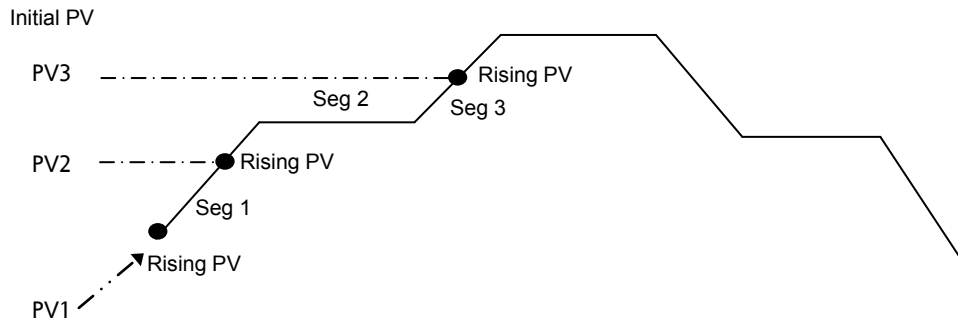 Initial PV
PV3
Rising PV
Seg 2
Seg 3
PV2
Rising PV
Seg 1
Rising PV
PV1